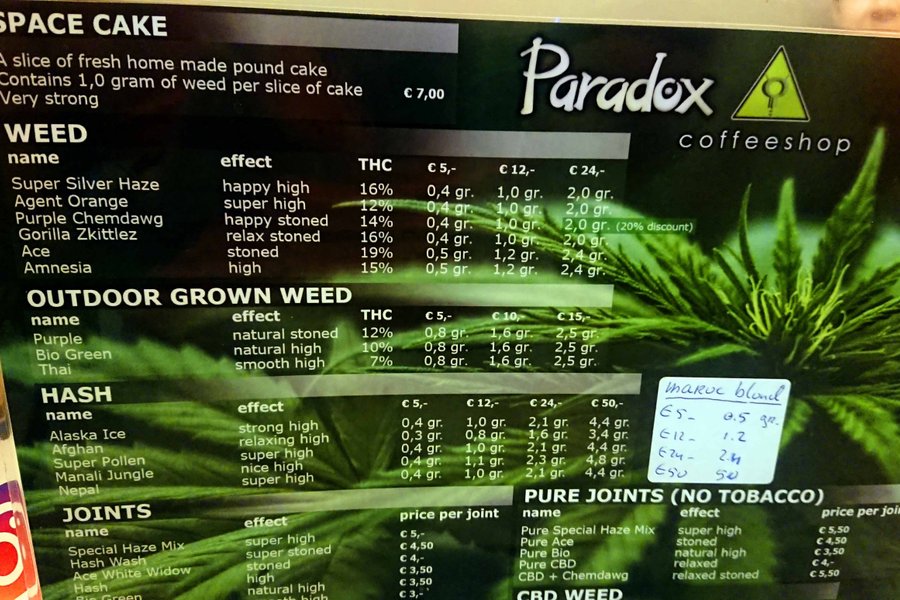 SPACE CAKE
A slice of fresh home made pound cake
Contains 1,0 gram of weed per slice of cake € 7,00
Very strong
Paradox
coffeeshop
WEED
name effect THC € 5,- € 12,- € 24,-
Super Silver Haze happy high 16% 0,4 gr. 1,0 gr. 2,0 gr.
Agent Orange super high 12% 0,4 gr. 1,0 gr. 2,0 gr.
Purple Chemdawg happy stoned 14% 0,4 gr. 1,0 gr. 2,0 gr. (20% discount)
Gorilla Zkittlez relax stoned 16% 0,4 gr. 1,0 gr. 2,0 gr.
Ace stoned 19% 0,5 gr. 1,2 gr. 2,4 gr.
Amnesia high 15% 0,5 gr. 1,2 gr. 2,4 gr.
OUTDOOR GROWN WEED
name effect THC € 5,- € 10,- € 15,-
Purple natural stoned 12% 0,8 gr. 1,6 gr. 2,5 gr.
Bio Green natural high 10% 0,8 gr. 1,6 gr. 2,5 gr.
Thai smooth high 7% 0,8 gr. 1,6 gr. 2,5 gr.
HASH
name effect € 5,- € 12,- € 24,- € 50,-
Alaska Ice strong high 0,4 gr. 1,0 gr. 2,1 gr. 4,4 gr.
Afghan relaxing high 0,3 gr. 0,8 gr. 1,6 gr. 3,4 gr.
Super Pollen super high 0,4 gr. 1,0 gr. 2,1 gr. 4,4 gr.
Manali Jungle nice high 0,4 gr. 1,1 gr. 2,3 gr. 4,8 gr.
Nepal super high 0,4 gr. 1,0 gr. 2,1 gr. 4,4 gr.
maroc blond
€5- 0.5 gr.
€12- 1.2
€24-
€50
JOINTS
name effect price per joint
Special Haze Mix super high € 5,-
Hash Wash super stoned € 4,50
Ace White Widow stoned € 4,-
Hash high € 3,50
Bio Green natural high € 3,50
smooth high € 3,-
PURE JOINTS (NO TOBACCO)
name effect price per joi
Pure Special Haze Mix super high € 5,50
Pure Ace stoned € 4,50
Pure Bio natural high € 3,50
Pure CBD relaxed € 4,-
CBD + Chemdawg relaxed stoned € 5,50
CBD WEED